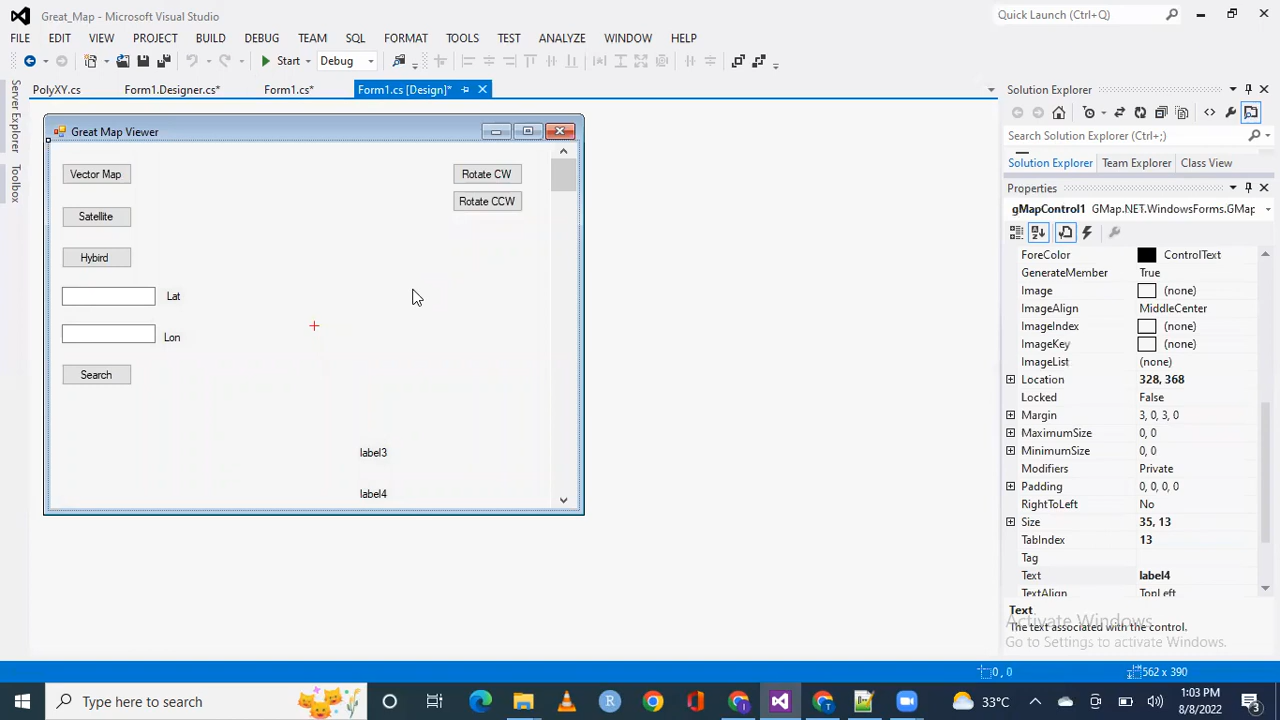 Great_Map - Microsoft Visual Studio
Quick Launch (Ctrl+Q)
FILE EDIT VIEW PROJECT BUILD DEBUG TEAM SQL FORMAT TOOLS TEST ANALYZE WINDOW HELP
Start Debug
PolyXY.cs Form1.Designer.cs* Form1.cs* Form1.cs [Design]*
Server Explorer
Toolbox
Great Map Viewer
Vector Map
Satellite
Hybird
Lat
Lon
Search
Rotate CW
Rotate CCW
label3
label4
Solution Explorer
Search Solution Explorer (Ctrl+;)
Solution Explorer Team Explorer Class View
Properties
gMapControl1 GMap.NET.WindowsForms.GMap
ForeColor ControlText
GenerateMember True
Image (none)
ImageAlign MiddleCenter
ImageIndex (none)
ImageKey (none)
ImageList (none)
Location 328, 368
Locked False
Margin 3, 0, 3, 0
MaximumSize 0, 0
MinimumSize 0, 0
Modifiers Private
Padding 0, 0, 0, 0
RightToLeft No
Size 35, 13
TabIndex 13
Tag
Text label4
TextAlign TopLeft
Text
The text associated with the control.
Activate Windows
Go to Settings to activate Windows.
0 , 0 562 x 390
Type here to search
33°C
1:03 PM
8/8/2022
3